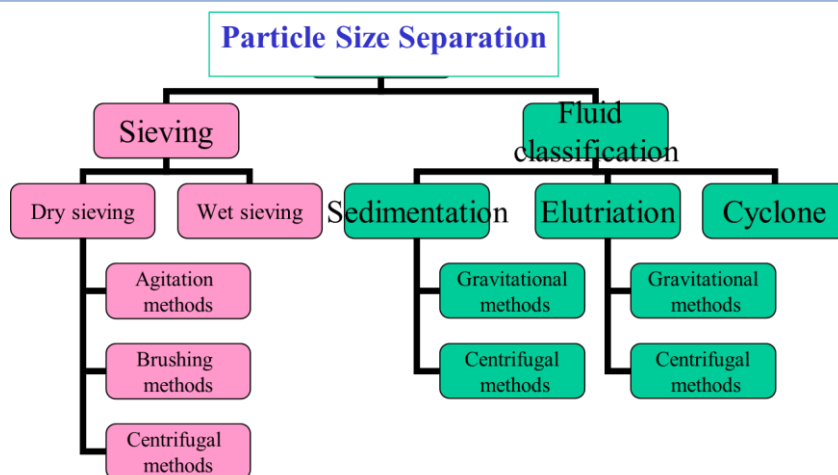 Particle Size Separation
Sieving
Fluid
classification
Dry sieving
Wet sieving
Sedimentation
Elutriation
Cyclone
Agitation
methods
Gravitational
methods
Gravitational
methods
Brushing
methods
Centrifugal
methods
Centrifugal
methods
Centrifugal
methods